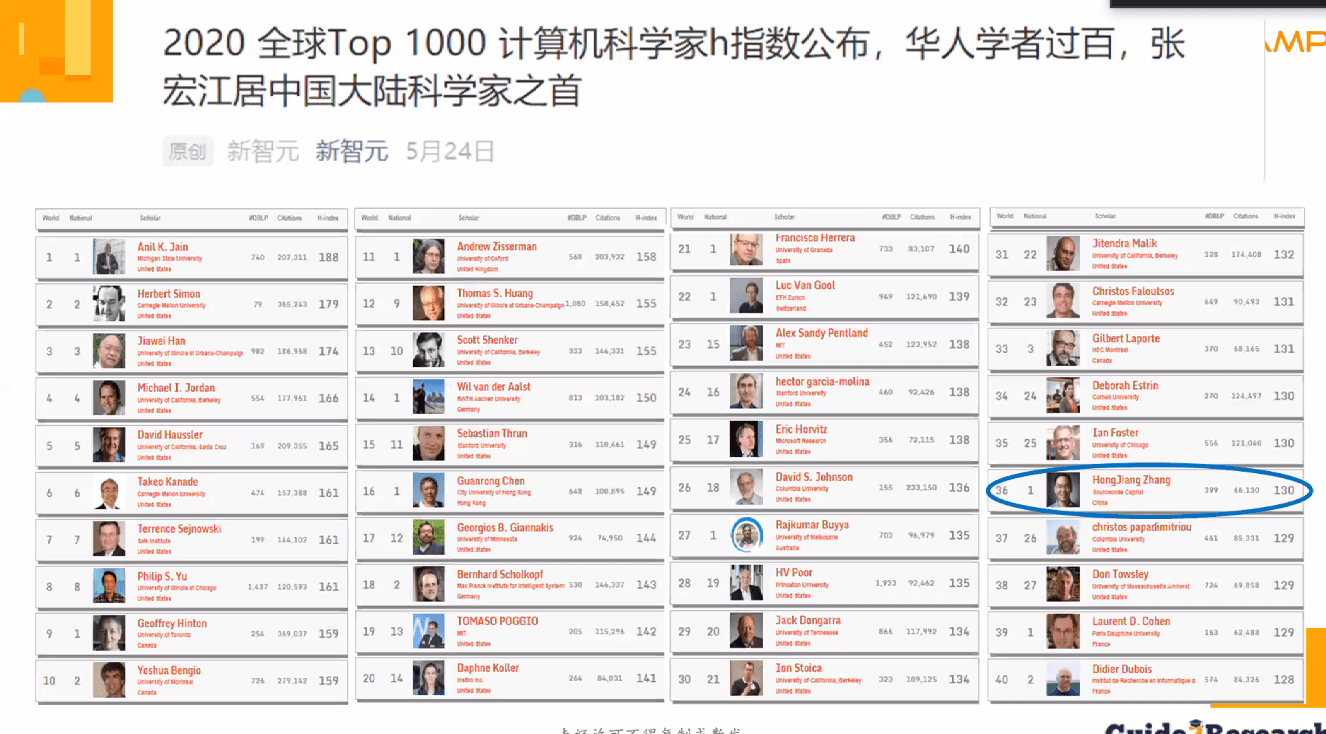 2020 全球Top 1000 计算机科学家h指数公布，华人学者过百，张
宏江居中国大陆科学家之首
AMP
原创 新智元 新智元 5月24日
World National Scholar #DBLP Citations H-index
1 1 Anil K. Jain 740 207,311 188
Michigan State University
United States
2 2 Herbert Simon 79 365,243 179
Carnegie Mellon University
United States
3 3 Jiawei Han 982 186,968 174
University of Illinois at Urbana-Champaign
United States
4 4 Michael I. Jordan 554 177,961 166
University of California, Berkeley
United States
5 5 David Haussler 169 209,355 165
University of California, Santa Cruz
United States
6 6 Takeo Kanade 474 157,388 161
Carnegie Mellon University
United States
7 7 Terrence Sejnowski 199 144,102 161
Salk Institute
United States
8 8 Philip S. Yu 1,427 120,593 161
University of Illinois at Chicago
United States
9 1 Geoffrey Hinton 254 369,037 159
University of Toronto
Canada
10 2 Yoshua Bengio 726 279,142 159
University of Montreal
Canada
World National Scholar #DBLP Citations H-index
11 1 Andrew Zisserman 568 203,932 158
University of Oxford
United Kingdom
12 9 Thomas S. Huang 1,080 158,452 155
University of Illinois at Urbana-Champaign
United States
13 10 Scott Shenker 333 146,331 155
University of California, Berkeley
United States
14 1 Wil van der Aalst 813 103,182 150
RWTH Aachen University
Germany
15 11 Sebastian Thrun 316 118,461 149
Stanford University
United States
16 1 Guanrong Chen 648 100,895 149
City University of Hong Kong
Hong Kong
17 12 Georgios B. Giannakis 924 74,950 144
University of Minnesota
United States
18 2 Bernhard Scholkopf 530 146,327 143
Max Planck Institute for Intelligent Systems
Germany
19 13 TOMASO POGGIO 205 115,296 142
MIT
United States
20 14 Daphne Koller 264 84,031 141
Insitro Inc.
United States
World National Scholar #DBLP Citations H-index
21 1 Francisco Herrera 733 83,107 140
University of Granada
Spain
22 1 Luc Van Gool 949 121,690 139
ETH Zurich
Switzerland
23 15 Alex Sandy Pentland 452 123,952 138
MIT
United States
24 16 hector garcia-molina 460 92,426 138
Stanford University
United States
25 17 Eric Horvitz 356 72,115 138
Microsoft Research
United States
26 18 David S. Johnson 155 233,150 136
Columbia University
United States
27 1 Rajkumar Buyya 703 96,979 135
University of Melbourne
Australia
28 19 HV Poor 1,923 92,462 135
Princeton University
United States
29 20 Jack Dongarra 866 117,992 134
University of Tennessee
United States
30 21 Ion Stoica 323 109,125 134
University of California, Berkeley
United States
World National Scholar #DBLP Citations H-index
31 22 Jitendra Malik 328 174,408 132
University of California, Berkeley
United States
32 23 Christos Faloutsos 649 90,493 131
Carnegie Mellon University
United States
33 3 Gilbert Laporte 370 68,165 131
HEC Montréal
Canada
34 24 Deborah Estrin 270 124,497 130
Cornell University
United States
35 25 Ian Foster 556 121,040 130
University of Chicago
United States
36 1 HongJiang Zhang 399 66,130 130
Sourcecode Capital
China
37 26 christos papadimitriou 461 85,331 129
Columbia University
United States
38 27 Don Towsley 724 69,858 129
University of Massachusetts Amherst
United States
39 1 Laurent D. Cohen 163 62,488 129
Paris Dauphine University
France
40 2 Didier Dubois 574 84,326 128
Institut de Recherche en Informatique d
France
Guide2Research